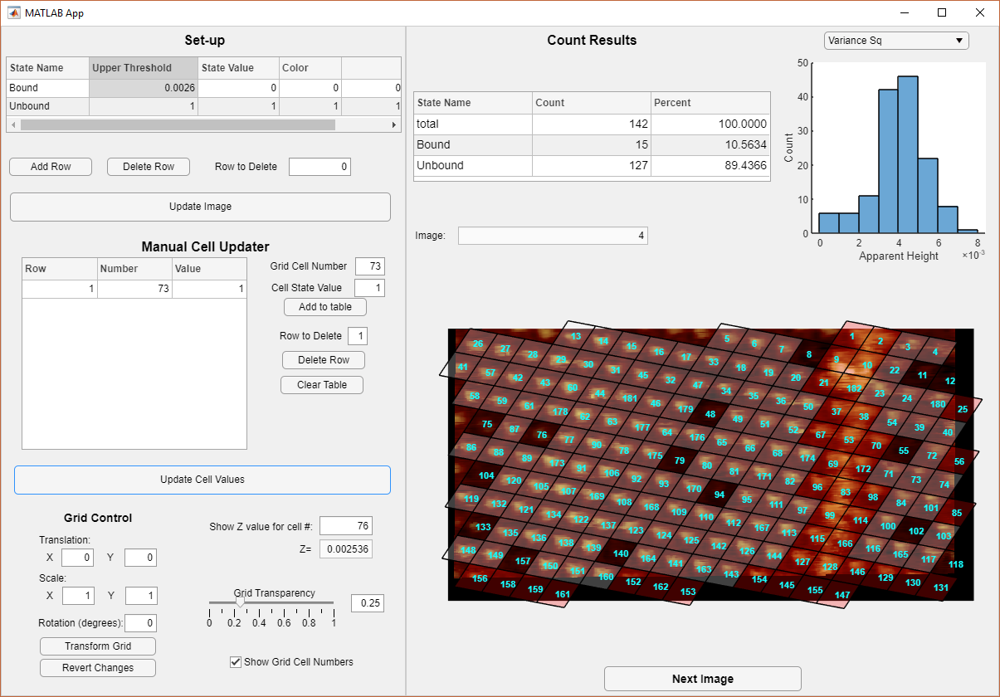 MATLAB App
Set-up
State Name Upper Threshold State Value Color
Bound 0.0026 0 0 0
Unbound 1 1 1 1
Add Row Delete Row Row to Delete 0
Update Image
Manual Cell Updater
Row Number Value
1 73 1
Grid Cell Number 73
Cell State Value 1
Add to table
Row to Delete 1
Delete Row
Clear Table
Update Cell Values
Grid Control
Translation:
X 0 Y 0
Scale:
X 1 Y 1
Rotation (degrees): 0
Transform Grid
Revert Changes
Show Z value for cell #: 76
Z= 0.002536
Grid Transparency
0.25
0 0.2 0.4 0.6 0.8 1
Show Grid Cell Numbers
Count Results
State Name Count Percent
total 142 100.0000
Bound 15 10.5634
Unbound 127 89.4366
Image: 4
Variance Sq
50
40
30
20
10
0
Count
0 2 4 6 8
Apparent Height ×10-3
26 27 28 29 30 31 45 32 47 34 35 36 50 37 38 54 39 40
13 14 15 16 17 33 18 19 20 21 182 23 24 180 25
5 6 7 8 9 10 22 11 12
1 2 3 4
41 57 42 43 60 44 181 46 179 48 49 51 52 67 53 70 55 72 56
58 59 61 178 62 63 177 64 176 65 66 68 174 69 172 71 73 74
75 87 76 77 90 78 175 79 80 81 171 82 96 83 98 84 101 85
86 88 89 173 91 106 92 93 170 94 95 111 97 99 114 100 102 103
104 120 105 107 169 108 168 109 110 112 167 113 115 166 116 165 117 118
119 132 121 134 122 137 123 124 125 142 126 144 127 128 146 129 130 131
133 135 136 138 139 140 164 141 163 143 154 145 155 147
148 149 157 150 151 160 152 162 153
156 158 159 161
Next Image